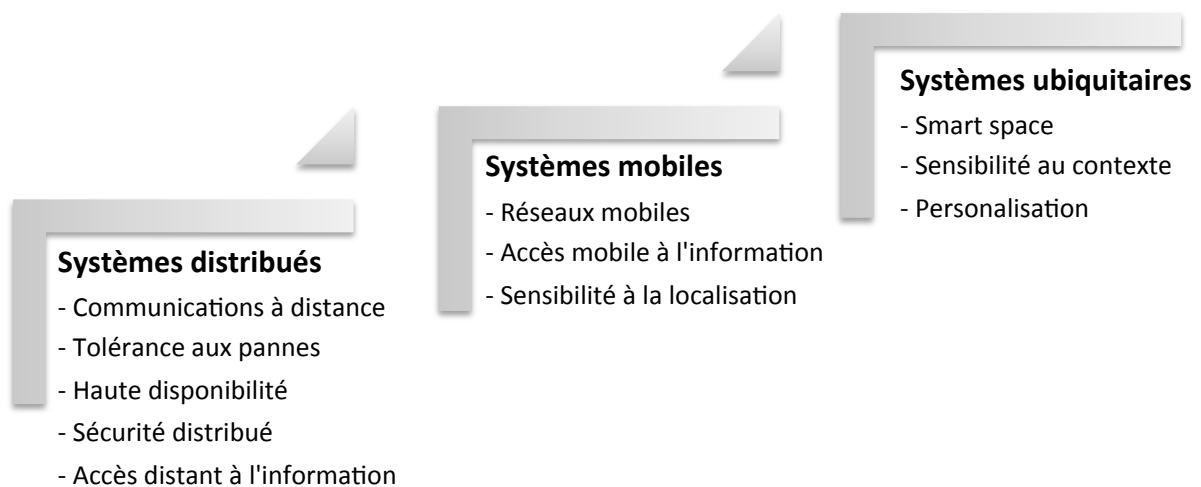 Systèmes distribués
- Communications à distance
- Tolérance aux pannes
- Haute disponibilité
- Sécurité distribué
- Accès distant à l'information
Systèmes mobiles
- Réseaux mobiles
- Accès mobile à l'information
- Sensibilité à la localisation
Systèmes ubiquitaires
- Smart space
- Sensibilité au contexte
- Personalisation